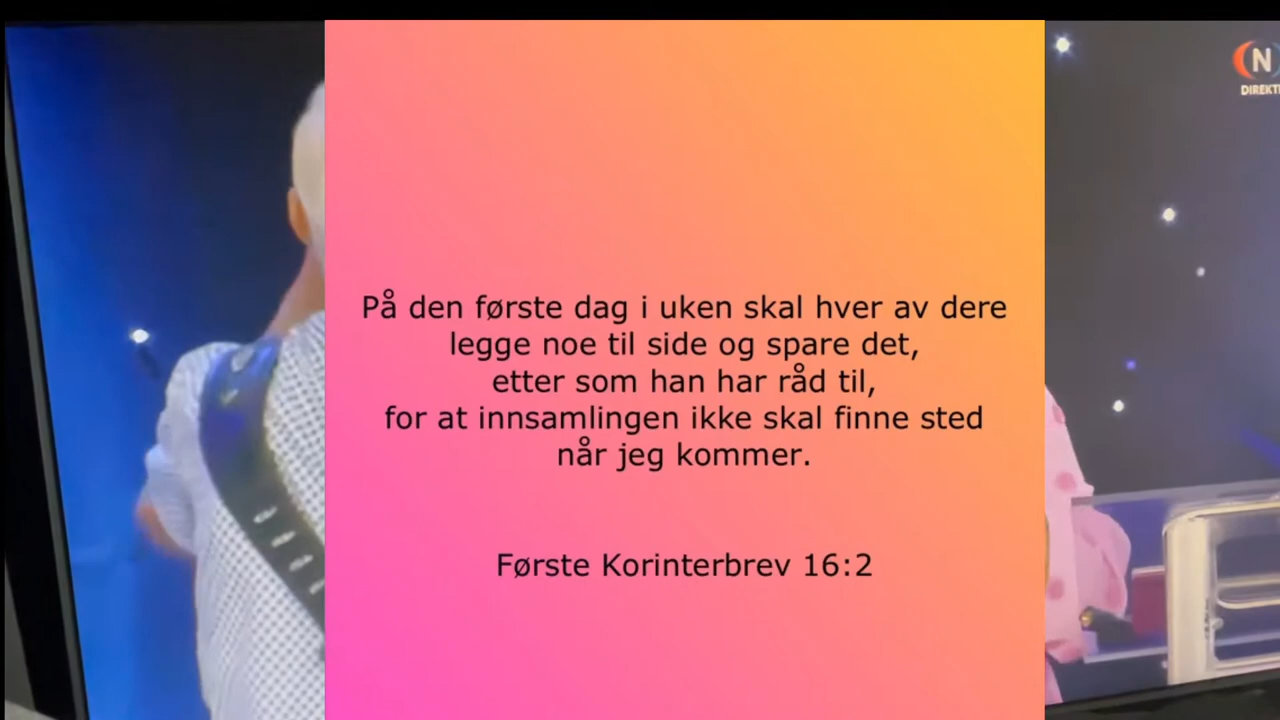 På den første dag i uken skal hver av dere
legge noe til side og spare det,
etter som han har råd til,
for at innsamlingen ikke skal finne sted
når jeg kommer.
Første Korinterbrev 16:2
N